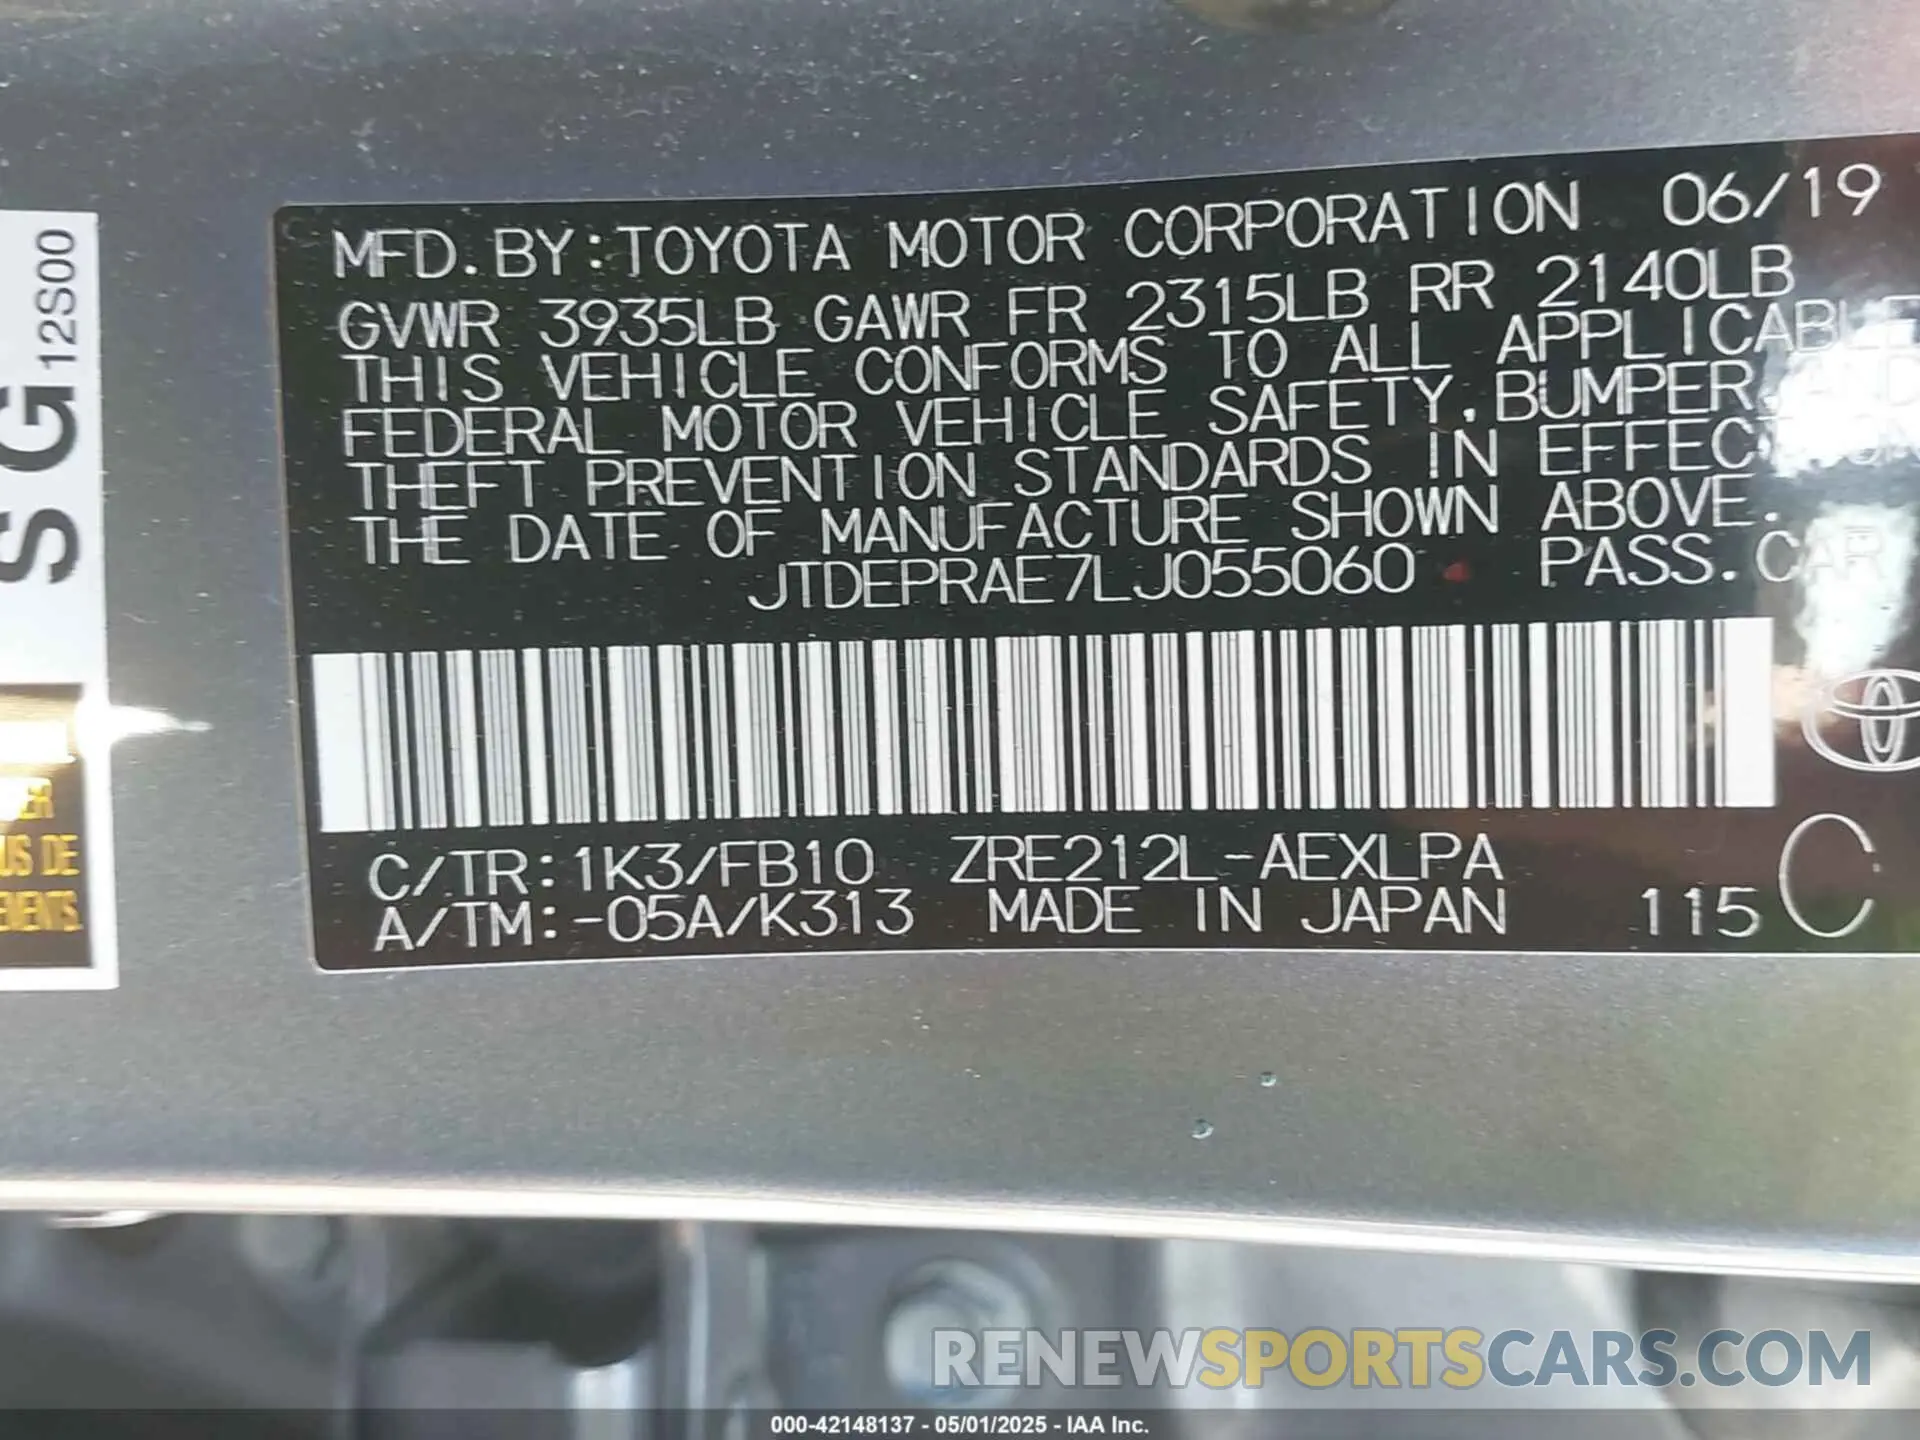 MFD. BY: TOYOTA MOTOR CORPORATION 06/19
GVWR 3935LB GAWR FR 2315LB RR 2140LB
THIS VEHICLE CONFORMS TO ALL APPLICABLE
FEDERAL MOTOR VEHICLE SAFETY, BUMPER,
THEFT PREVENTION STANDARDS IN EFFECT
THE DATE OF MANUFACTURE SHOWN ABOVE.
JTDEPRAE7LJ055060 PASS. CAR
C/TR: 1K3/FB10 ZRE212L-AEXLPA
A/TM: -05A/K313 MADE IN JAPAN 115 C
S G 12S00
US DE
RENEWSPORTSCARS.COM
000-42148137 - 05/01/2025 - IAA Inc.